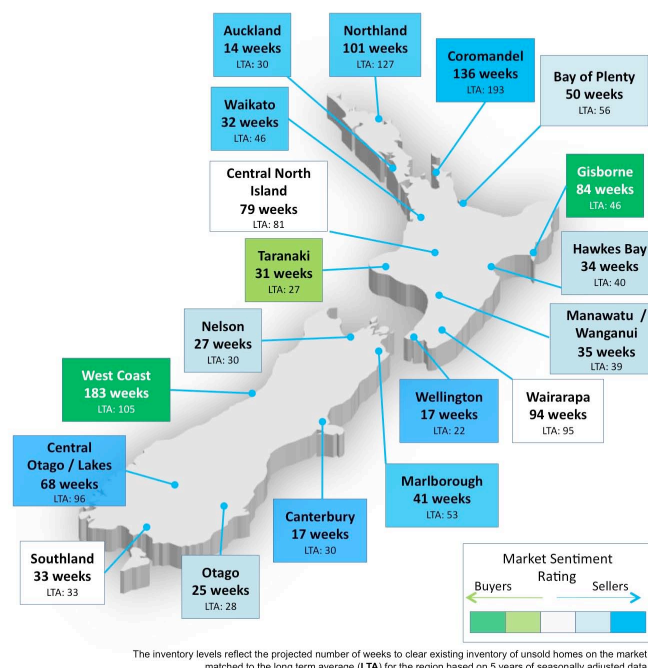 Auckland
14 weeks
LTA: 30
Northland
101 weeks
LTA: 127
Coromandel
136 weeks
LTA: 193
Bay of Plenty
50 weeks
LTA: 56
Waikato
32 weeks
LTA: 46
Central North
Island
79 weeks
LTA: 81
Gisborne
84 weeks
LTA: 46
Taranaki
31 weeks
LTA: 27
Hawkes Bay
34 weeks
LTA: 40
Nelson
27 weeks
LTA: 30
Manawatu /
Wanganui
35 weeks
LTA: 39
West Coast
183 weeks
LTA: 105
Wellington
17 weeks
LTA: 22
Wairarapa
94 weeks
LTA: 95
Central
Otago / Lakes
68 weeks
LTA: 96
Marlborough
41 weeks
LTA: 53
Canterbury
17 weeks
LTA: 30
Southland
33 weeks
LTA: 33
Otago
25 weeks
LTA: 28
Market Sentiment
Rating
Buyers
Sellers
The inventory levels reflect the projected number of weeks to clear existing inventory of unsold homes on the market
matched to the long term average (LTA) for the region based on 5 years of seasonally adjusted data